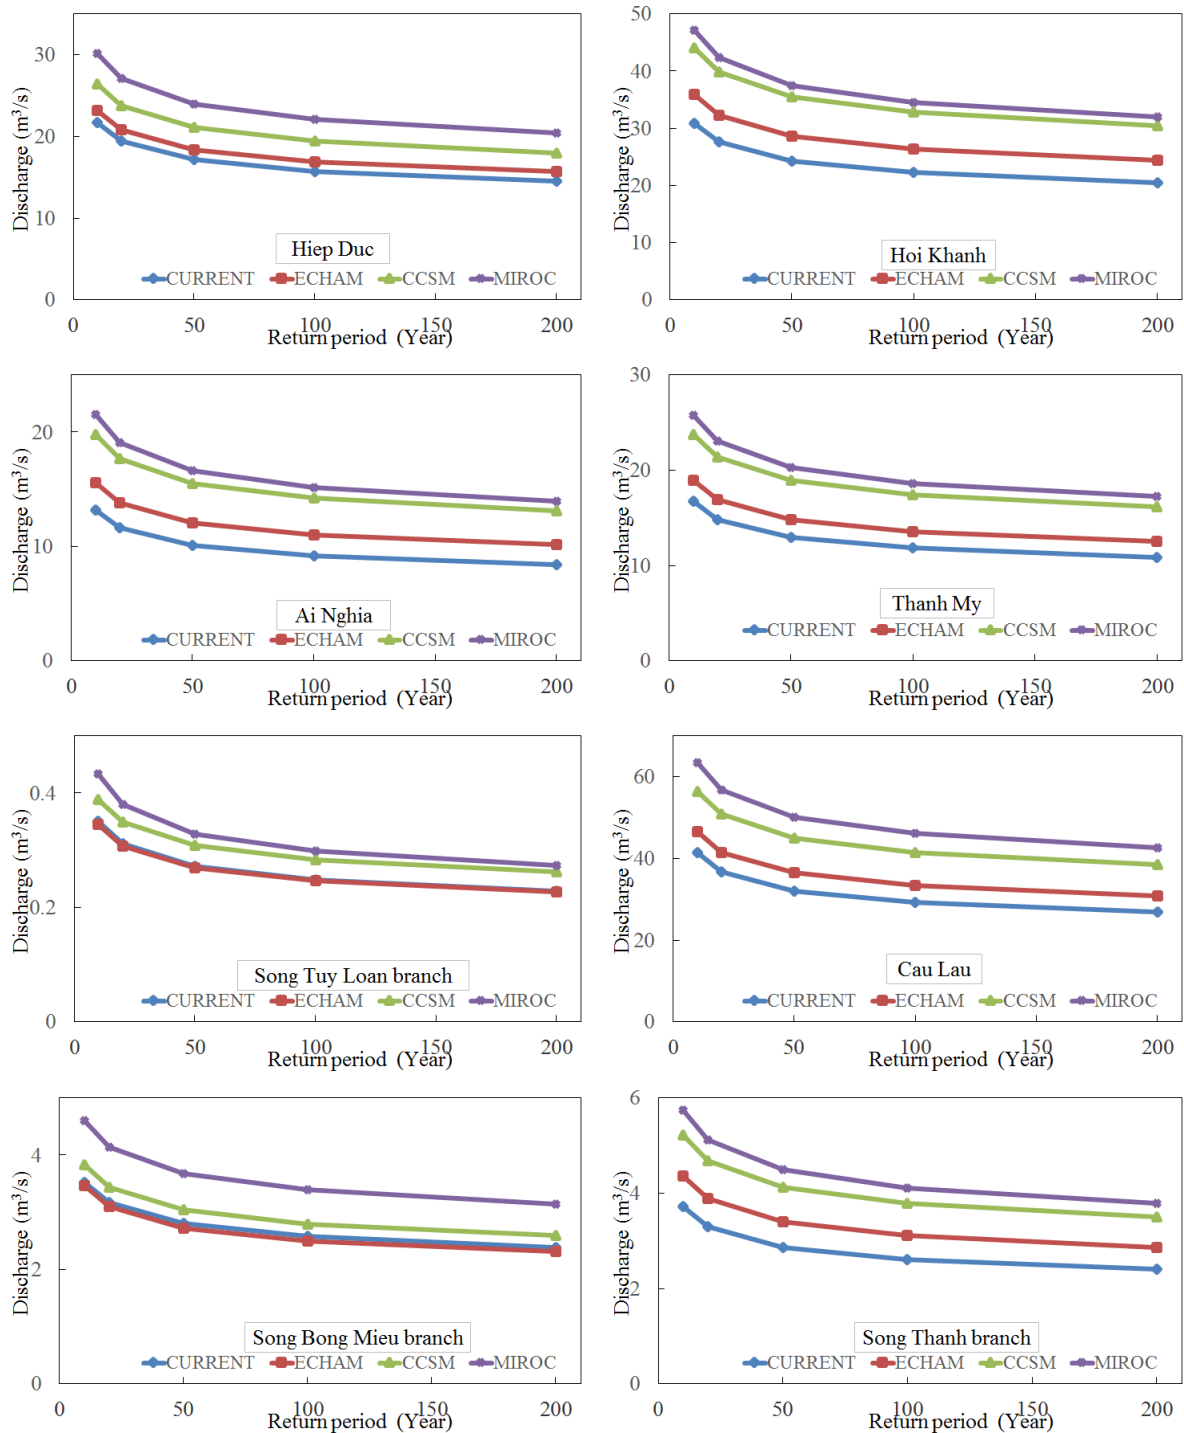 Discharge (m³/s)
30
20
10
0
Hiep Duc
CURRENT ECHAM CCSM MIROC
0 50 100 150 200
Return period (Year)
Discharge (m³/s)
50
40
30
20
10
0
Hoi Khanh
CURRENT ECHAM CCSM MIROC
0 50 100 150 200
Return period (Year)
Discharge (m³/s)
20
10
0
Ai Nghia
CURRENT ECHAM CCSM MIROC
0 50 100 150 200
Return period (Year)
Discharge (m³/s)
30
20
10
0
Thanh My
CURRENT ECHAM CCSM MIROC
0 50 100 150 200
Return period (Year)
Discharge (m³/s)
0.4
0.2
0
Song Tuy Loan branch
CURRENT ECHAM CCSM MIROC
0 50 100 150 200
Return period (Year)
Discharge (m³/s)
60
40
20
0
Cau Lau
CURRENT ECHAM CCSM MIROC
0 50 100 150 200
Return period (Year)
Discharge (m³/s)
4
2
0
Song Bong Mieu branch
CURRENT ECHAM CCSM MIROC
0 50 100 150 200
Return period (Year)
Discharge (m³/s)
6
4
2
0
Song Thanh branch
CURRENT ECHAM CCSM MIROC
0 50 100 150 200
Return period (Year)